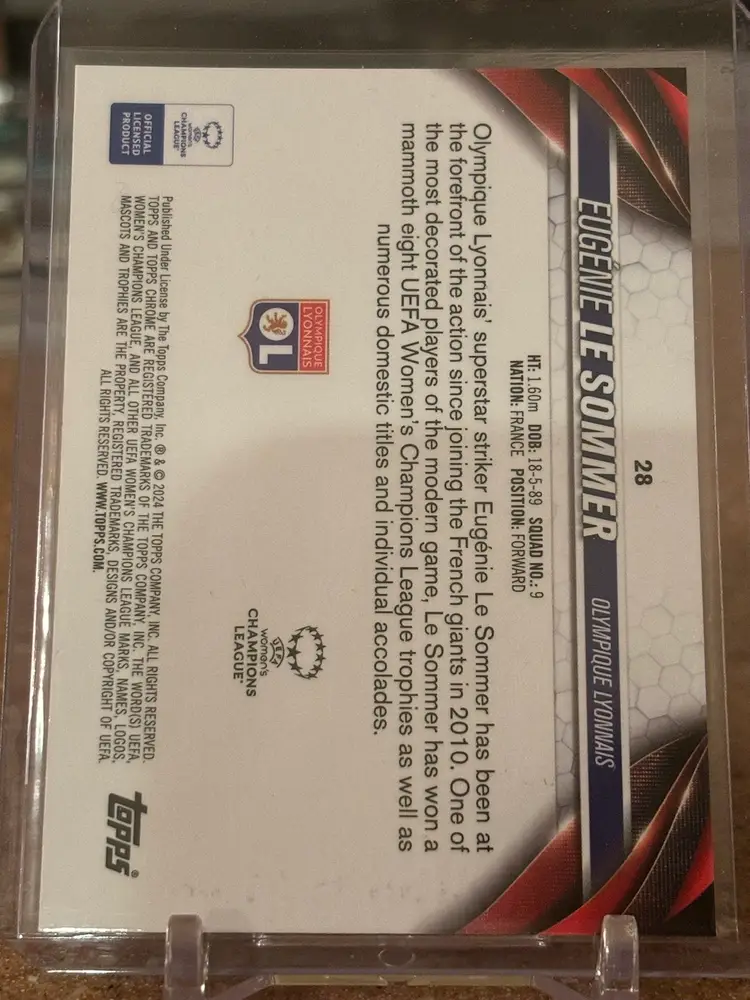 28
EUGÉNIE LE SOMMER
OLYMPIQUE LYONNAIS
HT: 1.60m DOB: 18-5-89 SQUAD NO.: 9
NATION: FRANCE POSITION: FORWARD
Olympique Lyonnais' superstar striker Eugénie Le Sommer has been at
the forefront of the action since joining the French giants in 2010. One of
the most decorated players of the modern game, Le Sommer has won a
mammoth eight UEFA Women's Champions League trophies as well as
numerous domestic titles and individual accolades.
OLYMPIQUE
LYONNAIS
OL
UEFA
women's
CHAMPIONS
LEAGUE
UEFA
women's
CHAMPIONS
LEAGUE
OFFICIAL
LICENSED
PRODUCT
Published Under License by The Topps Company, Inc. ® & © 2024 THE TOPPS COMPANY, INC. ALL RIGHTS RESERVED.
TOPPS AND TOPPS CHROME ARE REGISTERED TRADEMARKS OF THE TOPPS COMPANY, INC. THE WORD(S) UEFA,
WOMEN'S CHAMPIONS LEAGUE, AND ALL OTHER UEFA WOMEN'S CHAMPIONS LEAGUE MARKS, NAMES, LOGOS,
MASCOTS AND TROPHIES ARE THE PROPERTY, REGISTERED TRADEMARKS, DESIGNS AND/OR COPYRIGHT OF UEFA.
ALL RIGHTS RESERVED. WWW.TOPPS.COM.
topps®